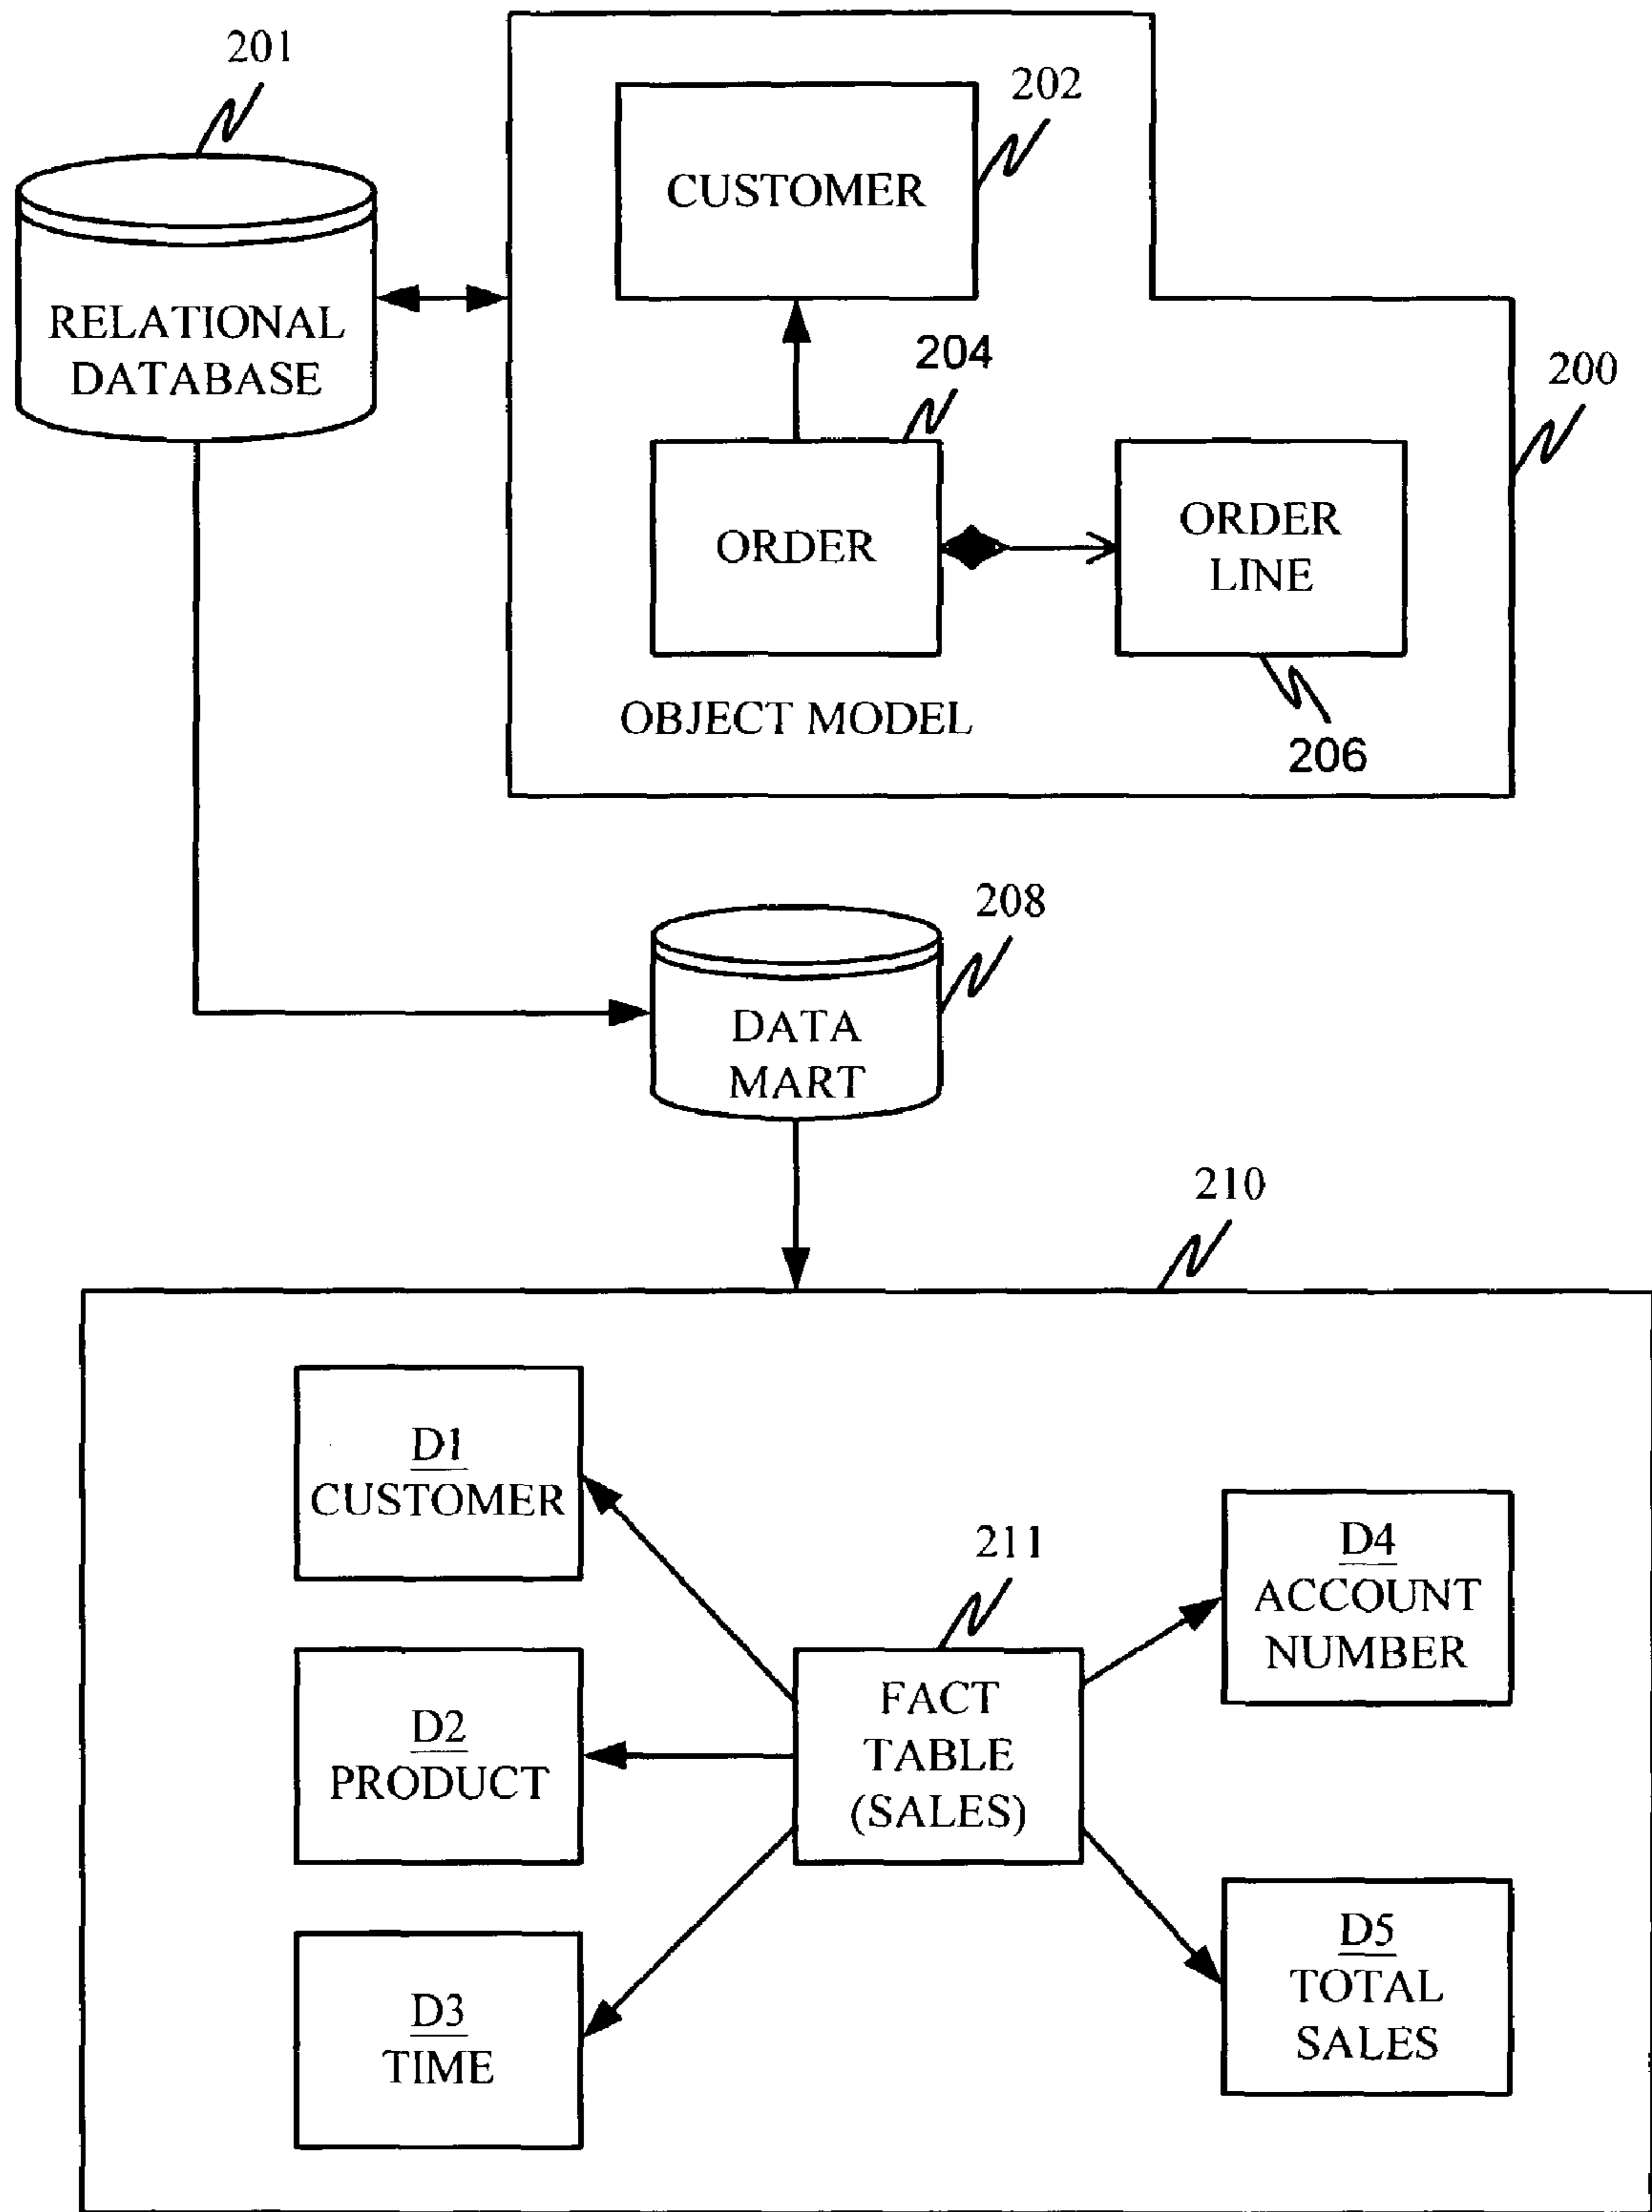 201
202
CUSTOMER
RELATIONAL
DATABASE
204
200
ORDER
ORDER
LINE
OBJECT MODEL
206
208
DATA
MART
210
D1
CUSTOMER
211
D4
ACCOUNT
NUMBER
D2
PRODUCT
FACT
TABLE
(SALES)
D3
TIME
D5
TOTAL
SALES